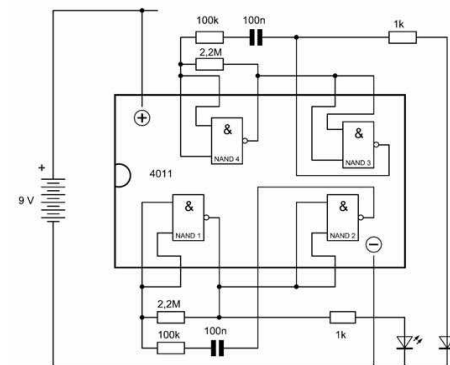 100k
100n
1k
2,2M
+
&
NAND 4
&
NAND 3
4011
+
9 V
&
NAND 1
&
NAND 2
−
2,2M
100k
100n
1k